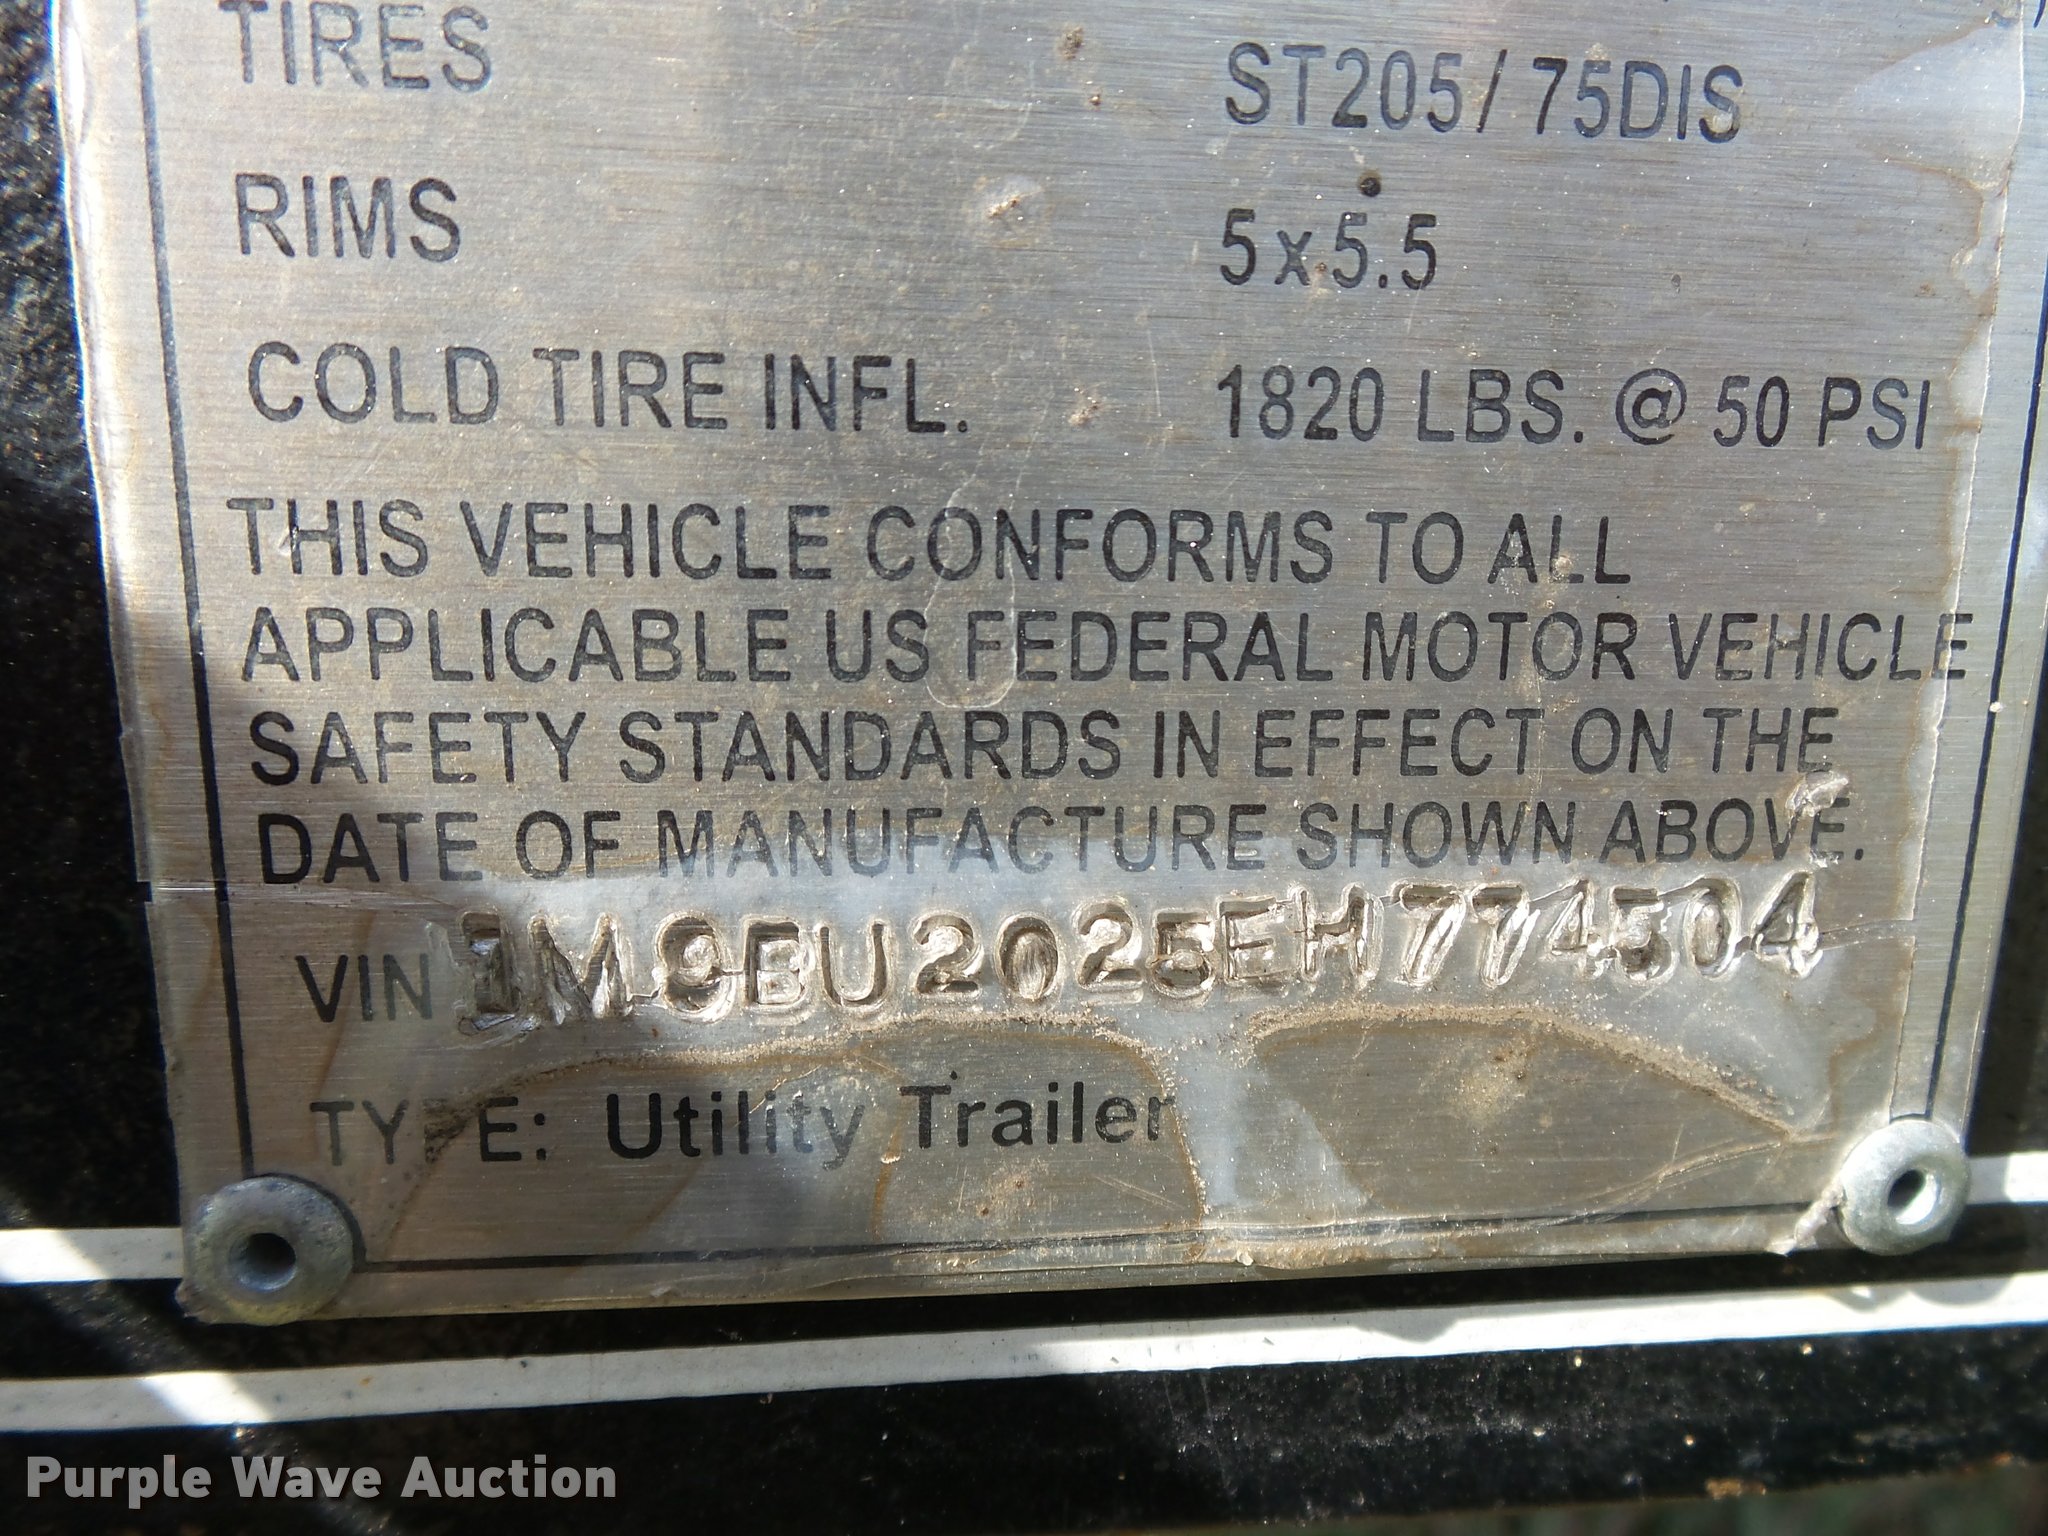 TIRES ST205/75DIS
RIMS 5x5.5
COLD TIRE INFL. 1820 LBS. @ 50 PSI
THIS VEHICLE CONFORMS TO ALL
APPLICABLE US FEDERAL MOTOR VEHICLE
SAFETY STANDARDS IN EFFECT ON THE
DATE OF MANUFACTURE SHOWN ABOVE.
VIN 1M9BU2025EH774504
TYPE: Utility Trailer
Purple Wave Auction